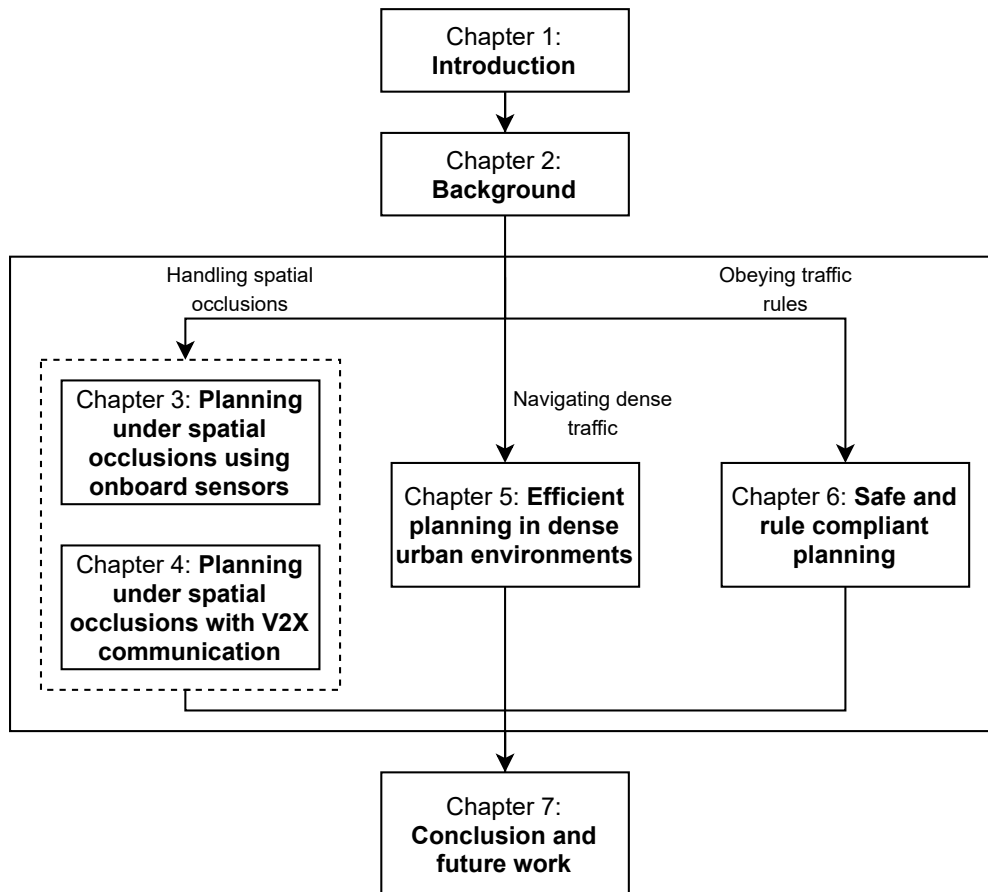 Chapter 1:
Introduction
Chapter 2:
Background
Handling spatial
occlusions
Obeying traffic
rules
Chapter 3: Planning
under spatial
occlusions using
onboard sensors
Chapter 4: Planning
under spatial
occlusions with V2X
communication
Navigating dense
traffic
Chapter 5: Efficient
planning in dense
urban environments
Chapter 6: Safe and
rule compliant
planning
Chapter 7:
Conclusion and
future work